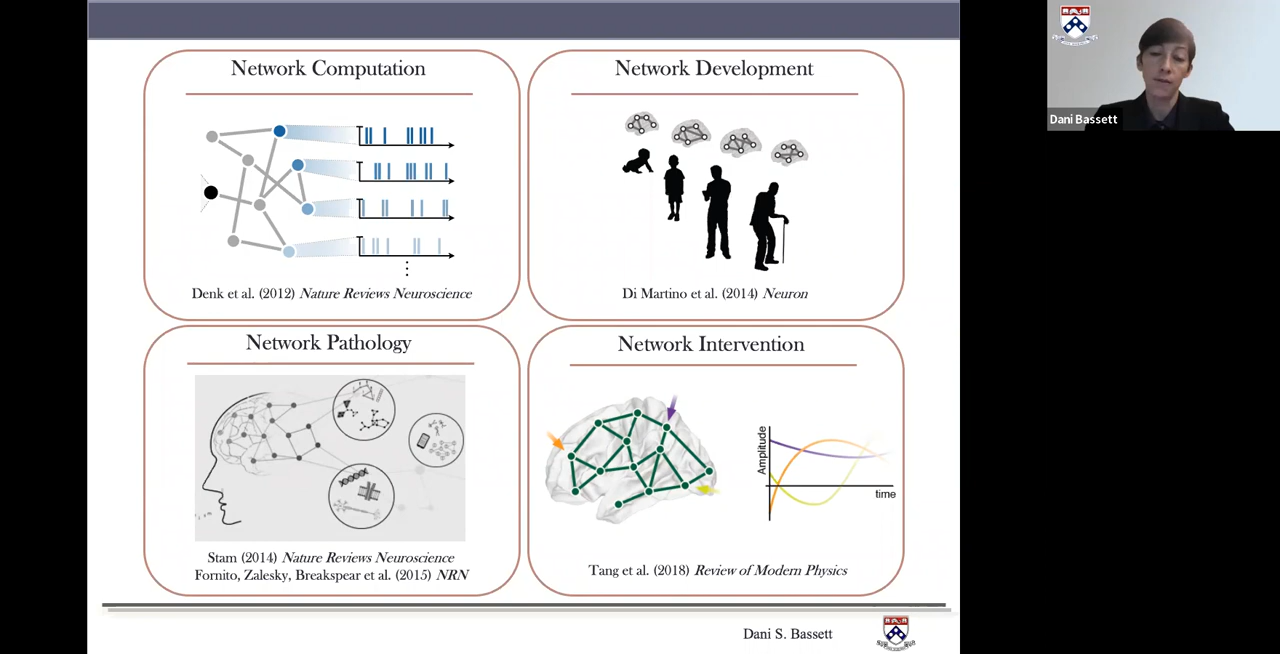 Network Computation
Denk et al. (2012) Nature Reviews Neuroscience
Network Development
Di Martino et al. (2014) Neuron
Network Pathology
Stam (2014) Nature Reviews Neuroscience
Fornito, Zalesky, Breakspear et al. (2015) NRN
Network Intervention
Amplitude
time
Tang et al. (2018) Review of Modern Physics
Dani S. Bassett
Dani Bassett